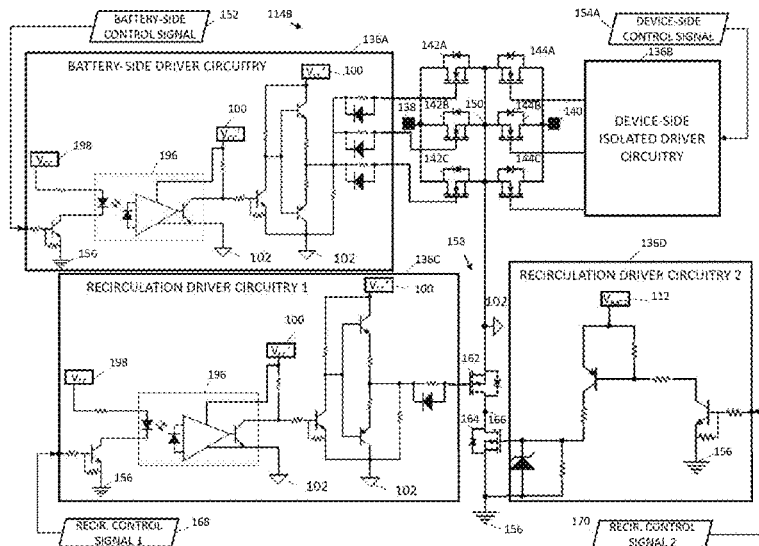 BATTERY-SIDE
CONTROL SIGNAL
152
114B
154A
DEVICE-SIDE
CONTROL SIGNAL
136A
BATTERY-SIDE DRIVER CIRCUITRY
142A
144A
136B
100
100
198
196
138
142B
150
144B
140
142C
144C
DEVICE-SIDE
ISOLATED DRIVER
CIRCUITRY
156
102
102
158
136C
136D
RECIRCULATION DRIVER CIRCUITRY 1
100
RECIRCULATION DRIVER CIRCUITRY 2
100
102
112
198
196
162
164
166
156
102
102
156
156
RECIR. CONTROL
SIGNAL 1
168
170
RECIR. CONTROL
SIGNAL 2